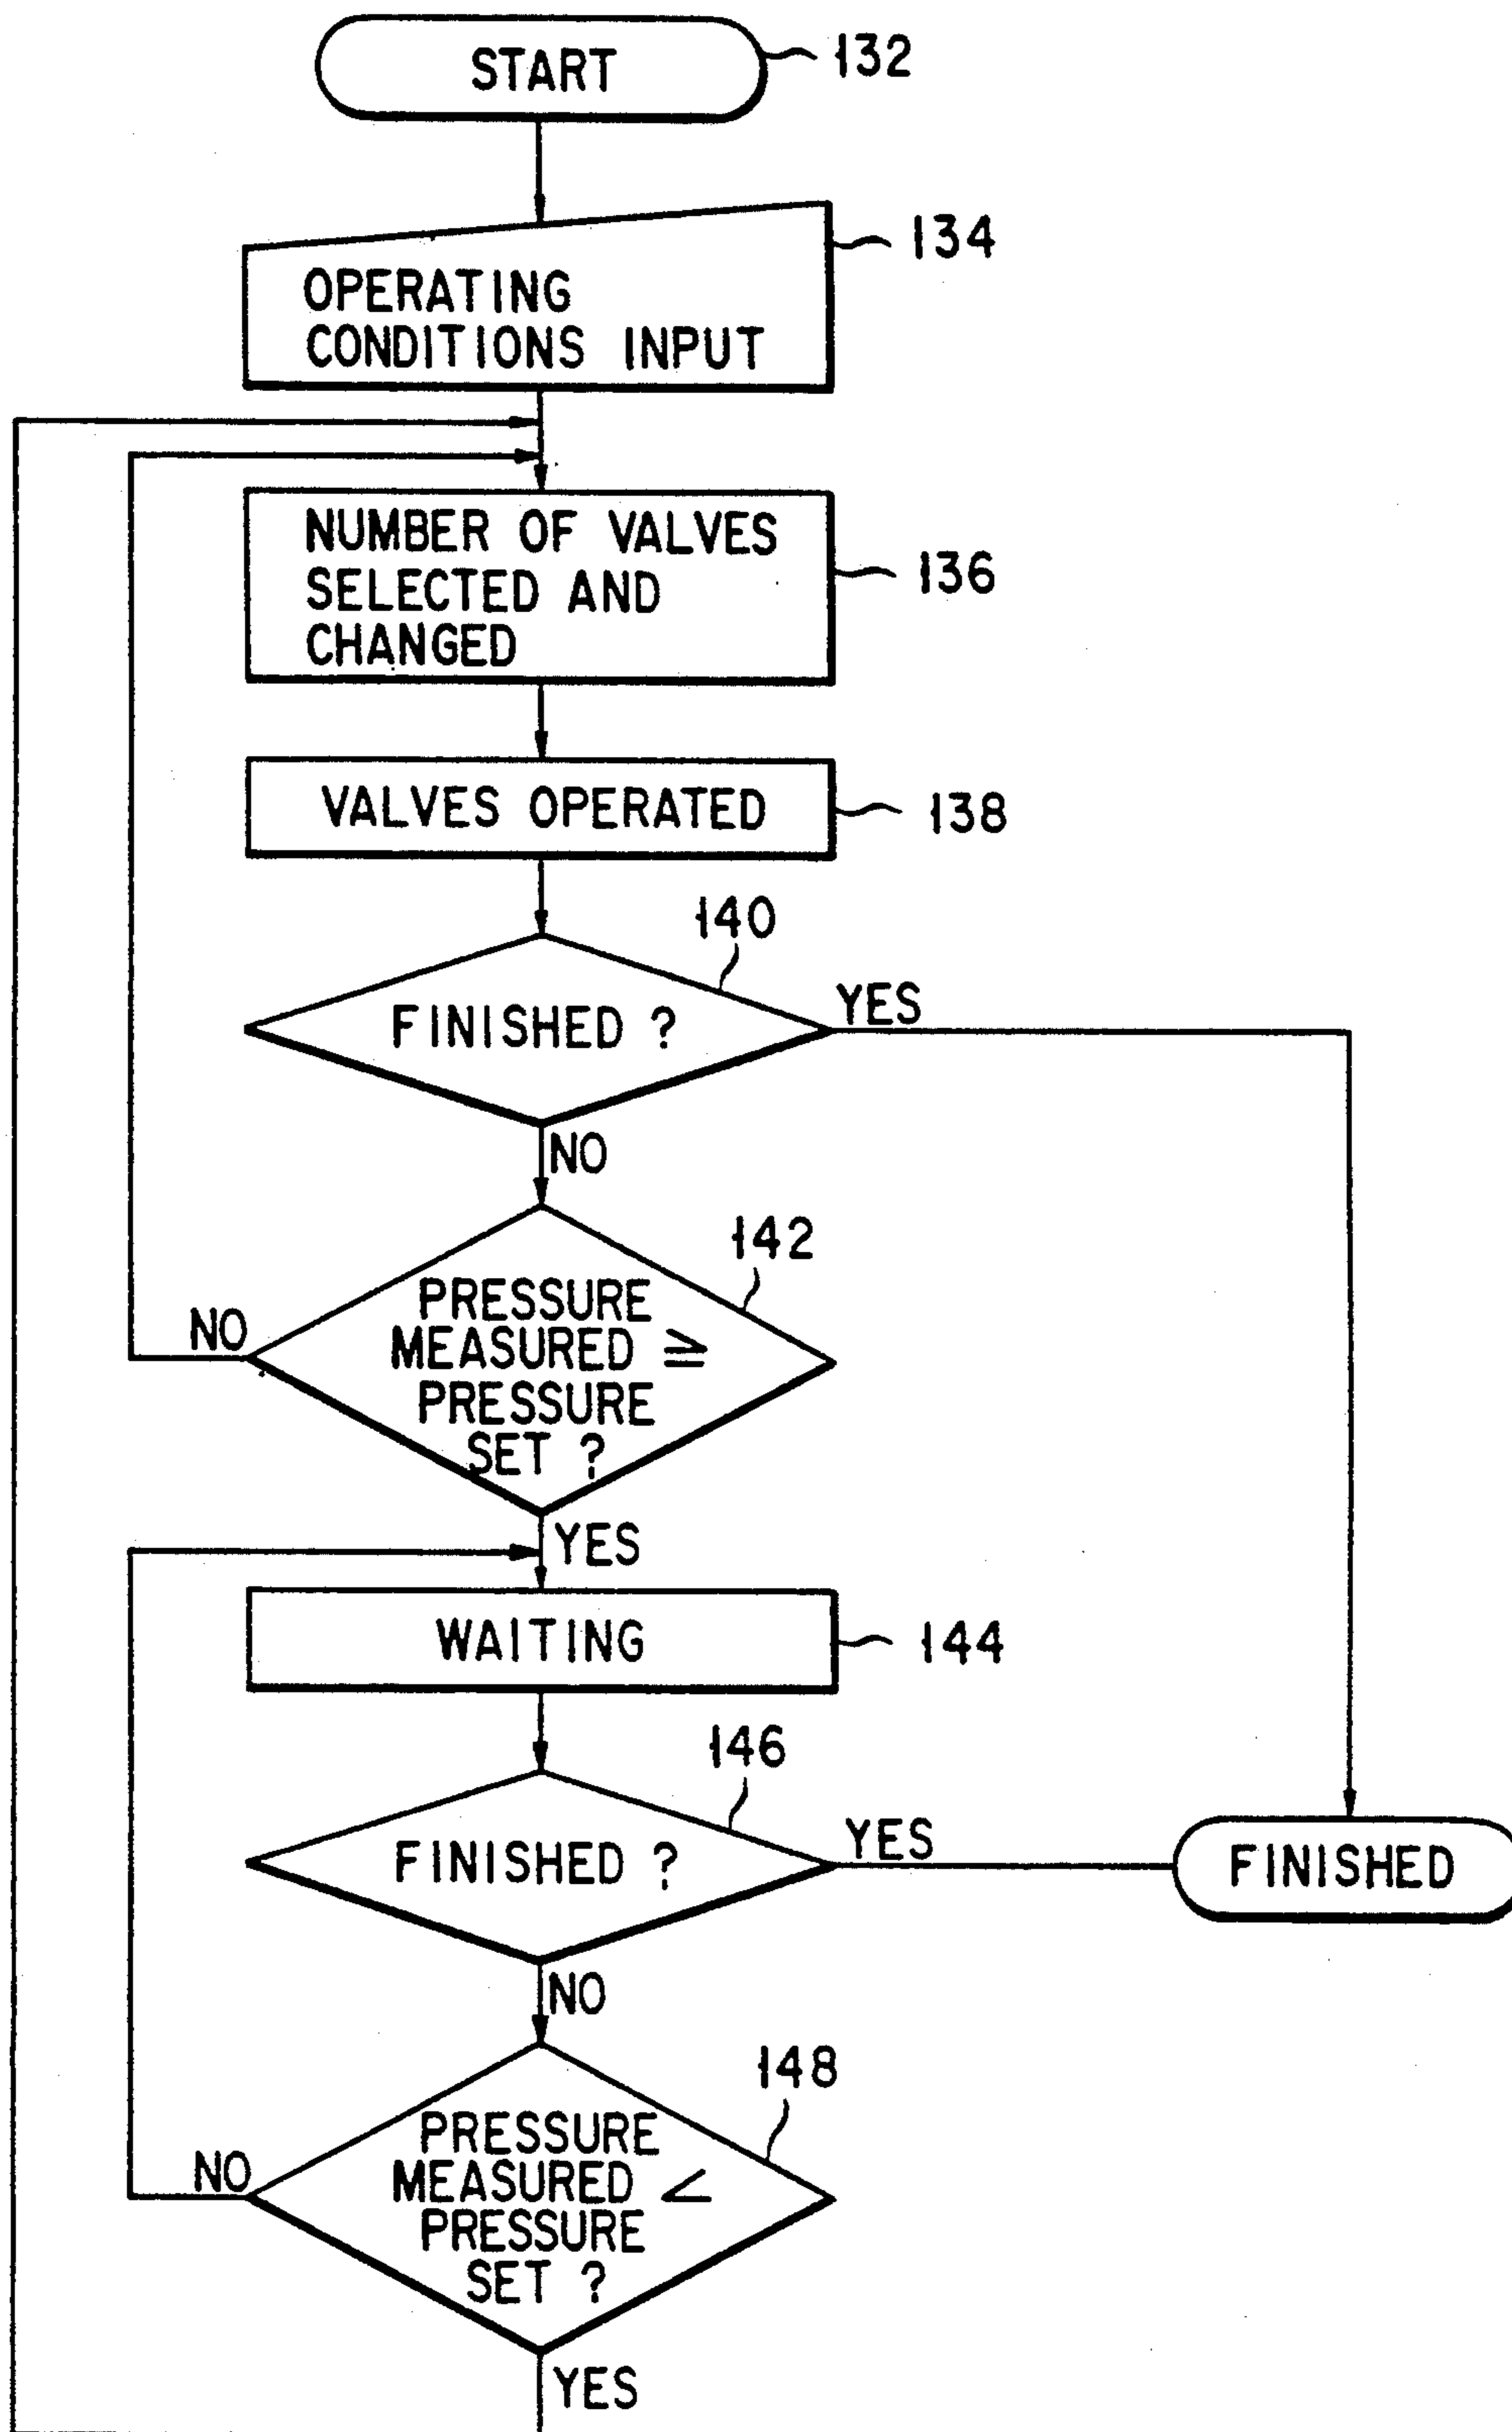 START
132
134
OPERATING
CONDITIONS INPUT
NUMBER OF VALVES
SELECTED AND
CHANGED
136
VALVES OPERATED
138
140
FINISHED ?
YES
NO
142
PRESSURE
MEASURED ≧
PRESSURE
SET ?
NO
YES
WAITING
144
146
FINISHED ?
YES
FINISHED
NO
148
PRESSURE
MEASURED <
PRESSURE
SET ?
NO
YES